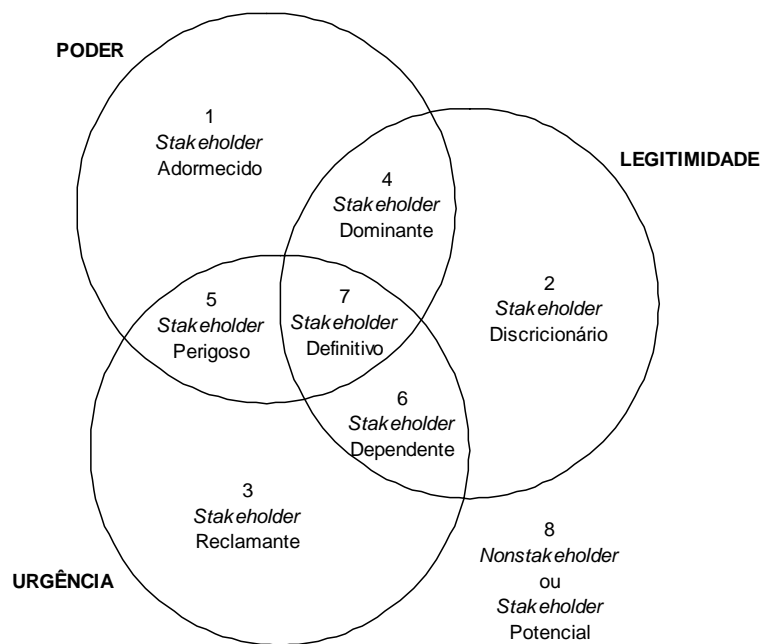 PODER
1
Stakeholder
Adormecido
LEGITIMIDADE
4
Stakeholder
Dominante
2
Stakeholder
Discricionário
5
Stakeholder
Perigoso
7
Stakeholder
Definitivo
6
Stakeholder
Dependente
3
Stakeholder
Reclamante
URGÊNCIA
8
Nonstakeholder
ou
Stakeholder
Potencial